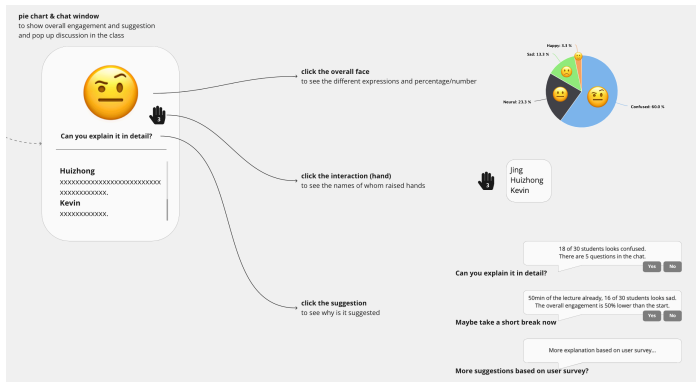 pie chart & chat window
to show overall engagement and suggestion
and pop up discussion in the class
3
Can you explain it in detail?
Huizhong
xxxxxxxxxxxxxxxxxxxxxxxxxx
xxxxxxxxxxxxx.
Kevin
xxxxxxxxxxxx.
click the overall face
to see the different expressions and percentage/number
Happy: 3.3 %
Sad: 13.3 %
Neural: 23.3 %
Confused: 60.0 %
click the interaction (hand)
to see the names of whom raised hands
3
Jing
Huizhong
Kevin
click the suggestion
to see why is it suggested
18 of 30 students looks confused.
There are 5 questions in the chat.
Yes No
Can you explain it in detail?
50min of the lecture already, 16 of 30 students looks sad.
The overall engagement is 50% lower than the start.
Yes No
Maybe take a short break now
More explanation based on user survey...
More suggestions based on user survey?